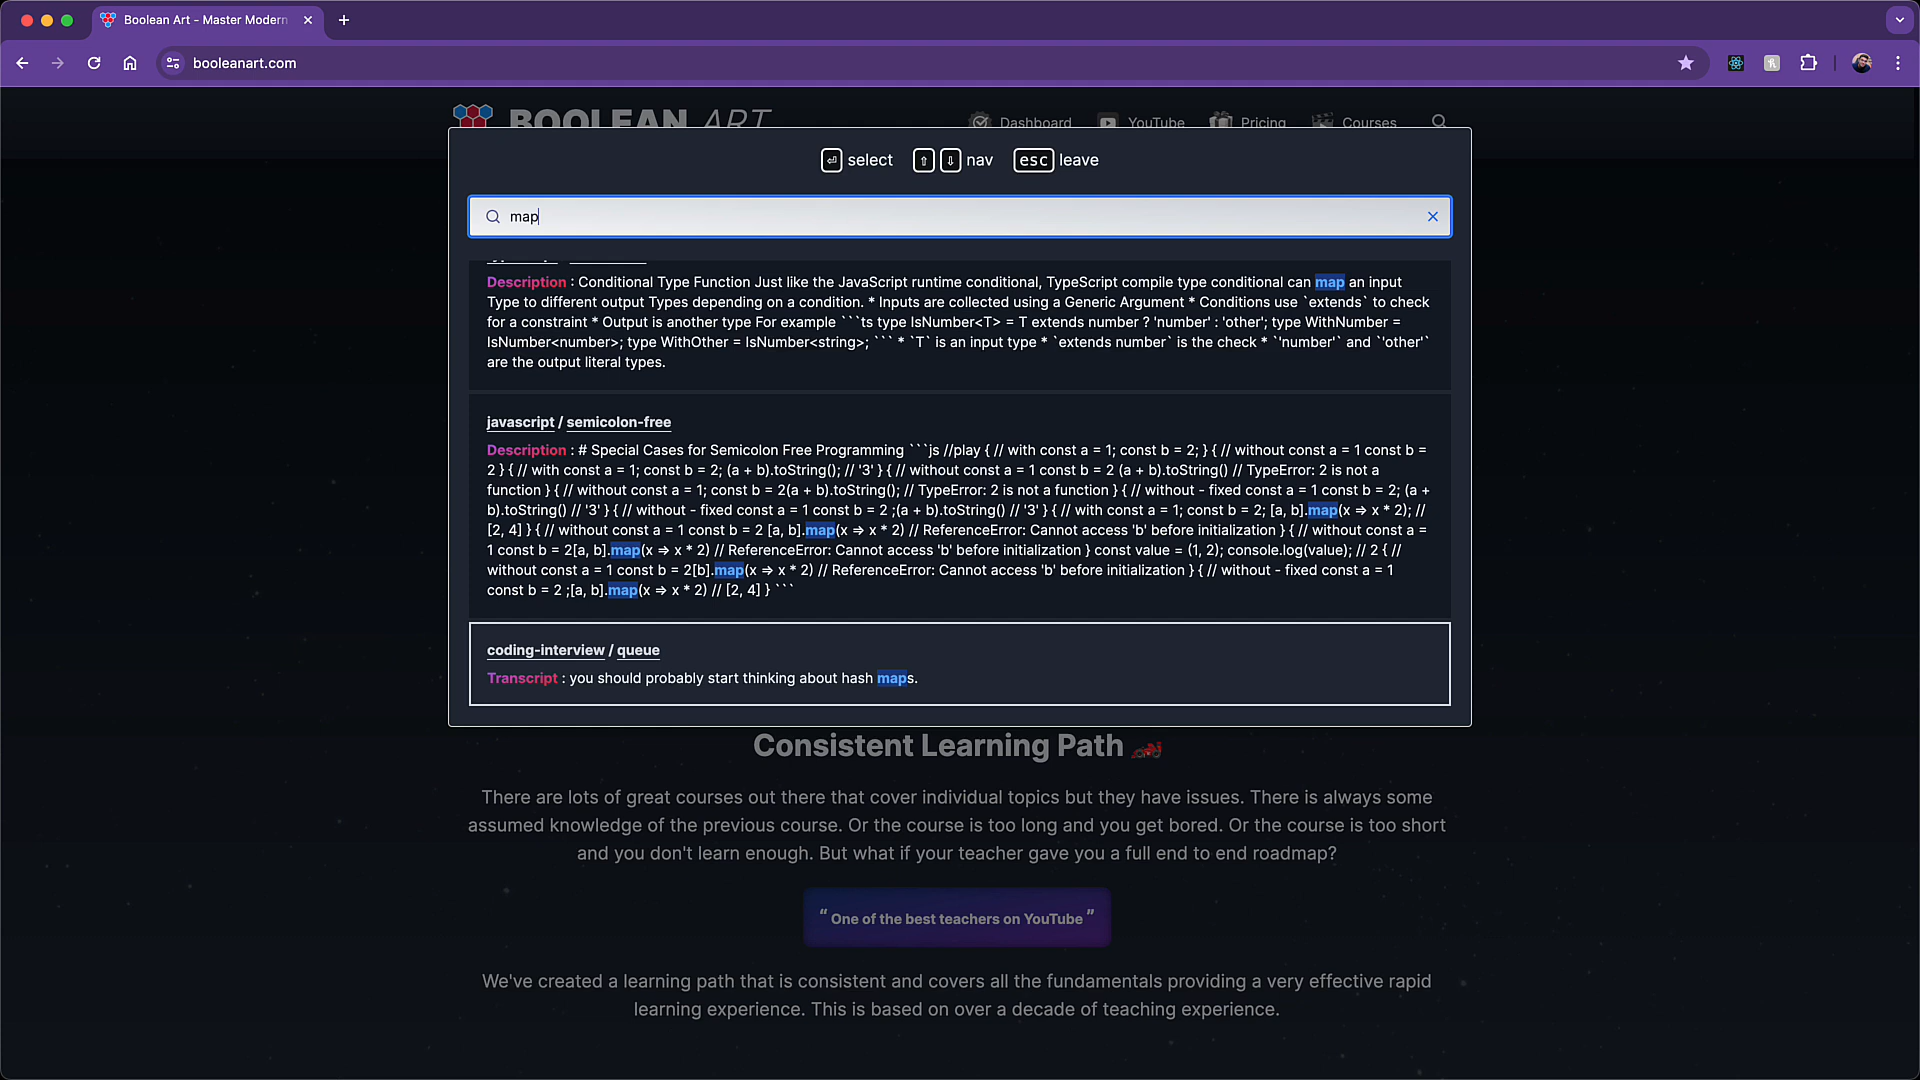 Boolean Art - Master Modern
booleanart.com
BOOLEAN ART
Dashboard YouTube Pricing Courses
⏎ select ⇧ ⇩ nav esc leave
map
Description : Conditional Type Function Just like the JavaScript runtime conditional, TypeScript compile type conditional can map an input
Type to different output Types depending on a condition. * Inputs are collected using a Generic Argument * Conditions use `extends` to check
for a constraint * Output is another type For example ```ts type IsNumber<T> = T extends number ? 'number' : 'other'; type WithNumber =
IsNumber<number>; type WithOther = IsNumber<string>; ``` * `T` is an input type * `extends number` is the check * `'number'` and `'other'`
are the output literal types.
javascript / semicolon-free
Description : # Special Cases for Semicolon Free Programming ```js //play { // with const a = 1; const b = 2; } { // without const a = 1 const b =
2 } { // with const a = 1; const b = 2; (a + b).toString(); // '3' } { // without const a = 1 const b = 2 (a + b).toString() // TypeError: 2 is not a
function } { // without const a = 1; const b = 2(a + b).toString(); // TypeError: 2 is not a function } { // without - fixed const a = 1 const b = 2; (a +
b).toString() // '3' } { // without - fixed const a = 1 const b = 2 ;(a + b).toString() // '3' } { // with const a = 1; const b = 2; [a, b].map(x => x * 2); //
[2, 4] } { // without const a = 1 const b = 2 [a, b].map(x => x * 2) // ReferenceError: Cannot access 'b' before initialization } { // without const a =
1 const b = 2[a, b].map(x => x * 2) // ReferenceError: Cannot access 'b' before initialization } const value = (1, 2); console.log(value); // 2 { //
without const a = 1 const b = 2[b].map(x => x * 2) // ReferenceError: Cannot access 'b' before initialization } { // without - fixed const a = 1
const b = 2 ;[a, b].map(x => x * 2) // [2, 4] } ```
coding-interview / queue
Transcript : you should probably start thinking about hash maps.
Consistent Learning Path 🏎️
There are lots of great courses out there that cover individual topics but they have issues. There is always some
assumed knowledge of the previous course. Or the course is too long and you get bored. Or the course is too short
and you don't learn enough. But what if your teacher gave you a full end to end roadmap?
“ One of the best teachers on YouTube ”
We've created a learning path that is consistent and covers all the fundamentals providing a very effective rapid
learning experience. This is based on over a decade of teaching experience.